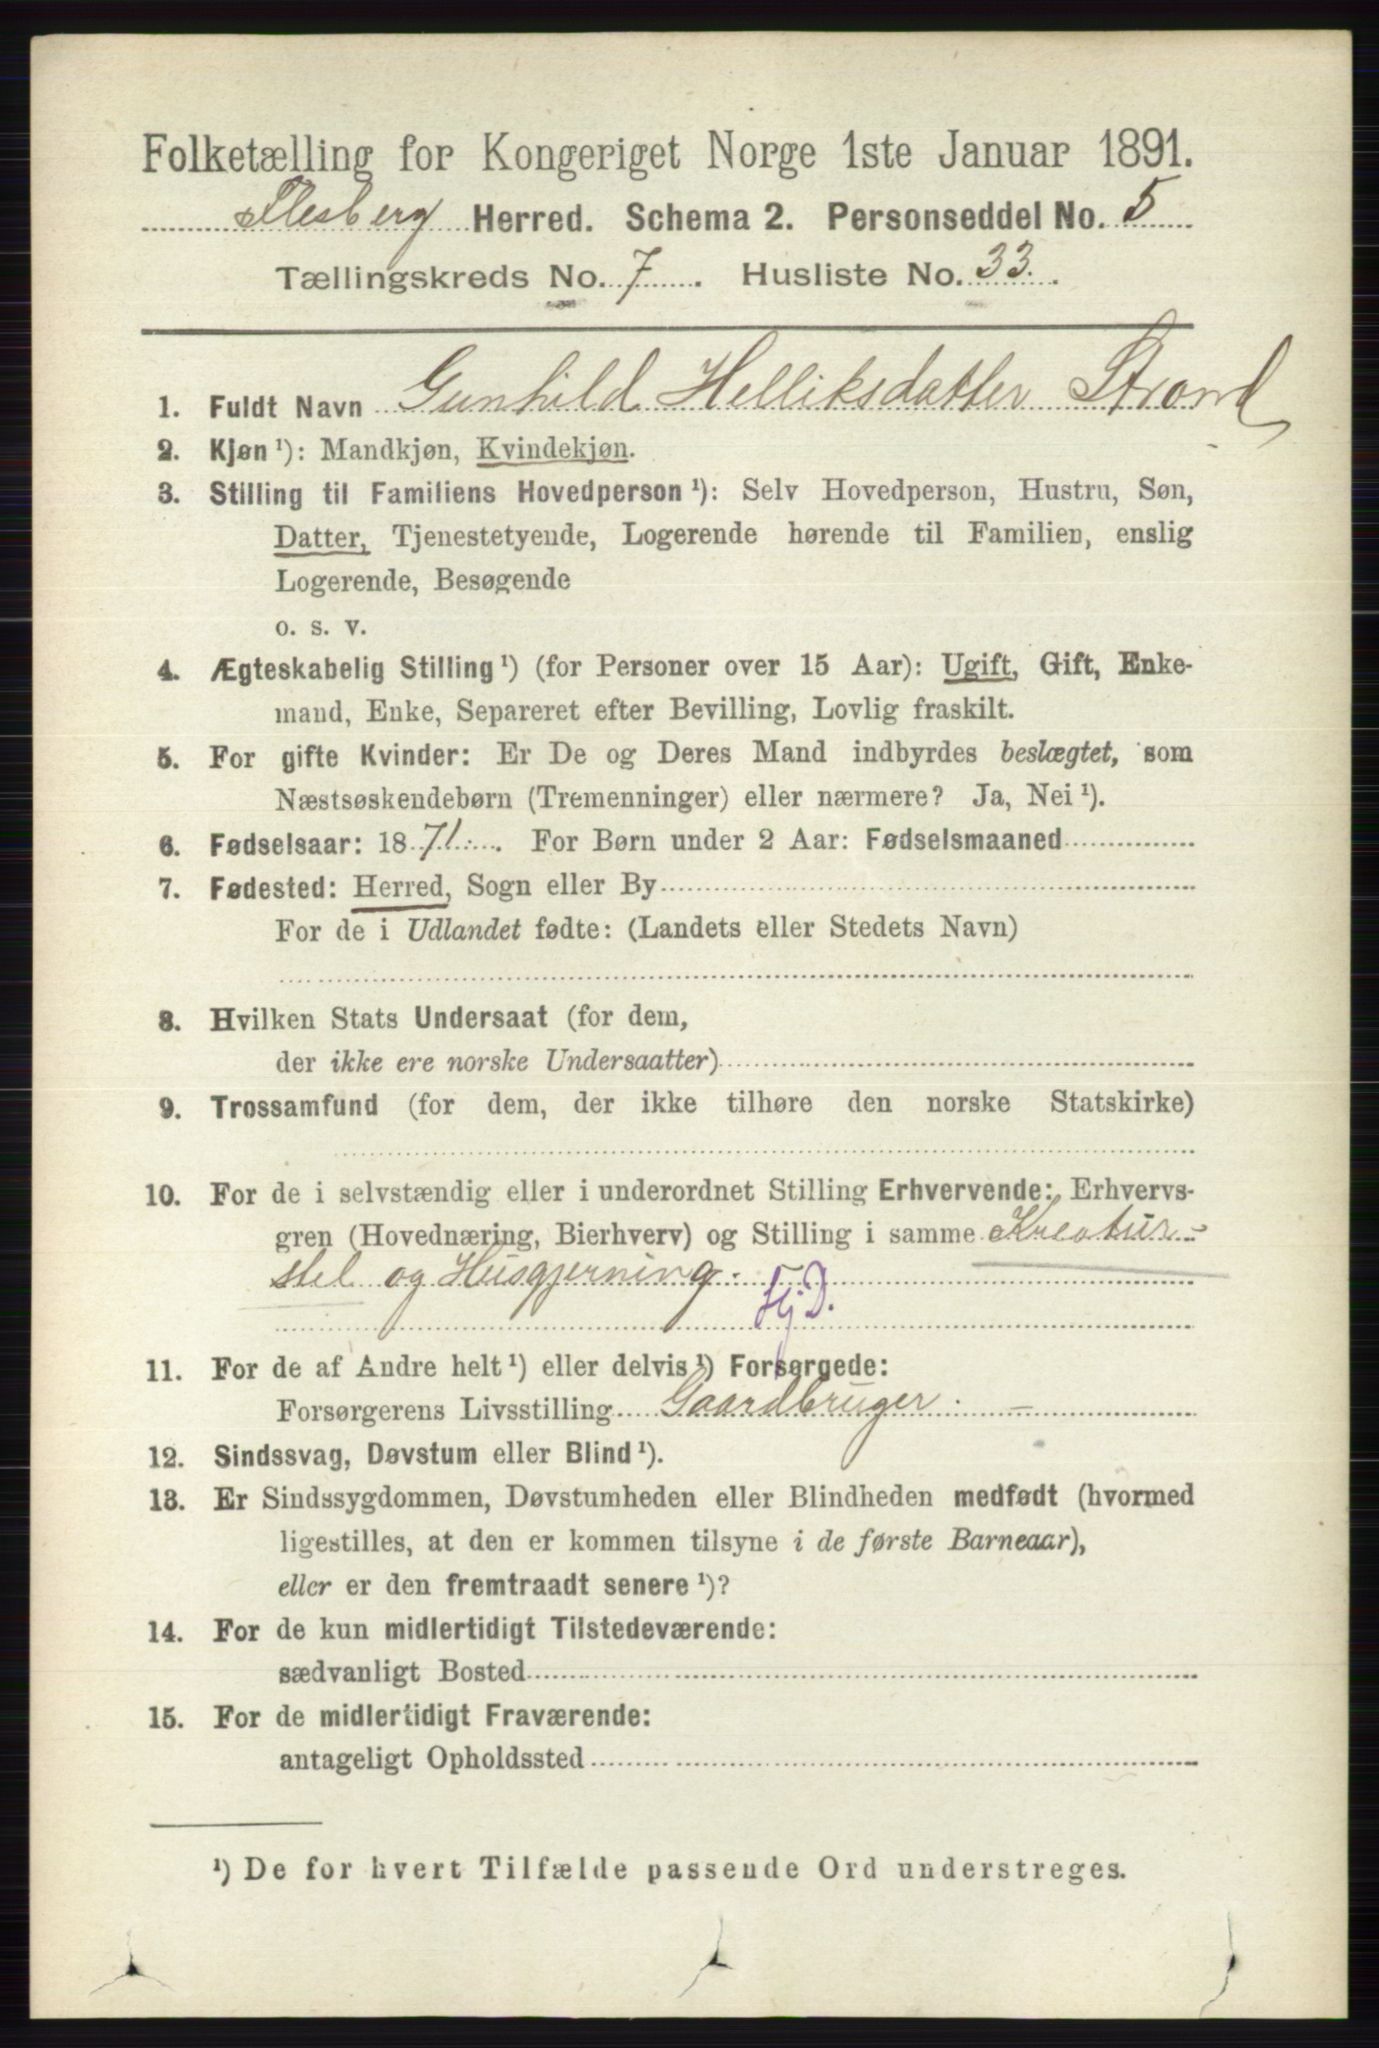 Folketælling for Kongeriget Norge 1ste Januar 1891.
Flesberg Herred. Schema 2. Personseddel No. 5
Tællingskreds No. 7. Husliste No. 33.
1. Fuldt Navn Gunhild Helliksdatter Strand
2. Kjøn ¹): Mandkjøn, Kvindekjøn.
3. Stilling til Familiens Hovedperson ¹): Selv Hovedperson, Hustru, Søn,
Datter, Tjenestetyende, Logerende hørende til Familien, enslig
Logerende, Besøgende
o. s. v.
4. Ægteskabelig Stilling ¹) (for Personer over 15 Aar): Ugift, Gift, Enke-
mand, Enke, Separeret efter Bevilling, Lovlig fraskilt.
5. For gifte Kvinder: Er De og Deres Mand indbyrdes beslægtet, som
Næstsøskendebørn (Tremenninger) eller nærmere? Ja, Nei ¹).
6. Fødselsaar: 1871. For Børn under 2 Aar: Fødselsmaaned
7. Fødested: Herred, Sogn eller By
For de i Udlandet fødte: (Landets eller Stedets Navn)
8. Hvilken Stats Undersaat (for dem,
der ikke ere norske Undersaatter)
9. Trossamfund (for dem, der ikke tilhøre den norske Statskirke)
10. For de i selvstændig eller i underordnet Stilling Erhvervende: Erhvervs-
gren (Hovednæring, Bierhverv) og Stilling i samme Kreatur-
stel og Husgjerning.
Hj D.
11. For de af Andre helt ¹) eller delvis ¹) Forsørgede:
Forsørgerens Livsstilling Gaardbruger. -
12. Sindssvag, Døvstum eller Blind ¹).
13. Er Sindssygdommen, Døvstumheden eller Blindheden medfødt (hvormed
ligestilles, at den er kommen tilsyne i de første Barneaar),
eller er den fremtraadt senere ¹)?
14. For de kun midlertidigt Tilstedeværende:
sædvanligt Bosted
15. For de midlertidigt Fraværende:
antageligt Opholdssted
¹) De for hvert Tilfælde passende Ord understreges.